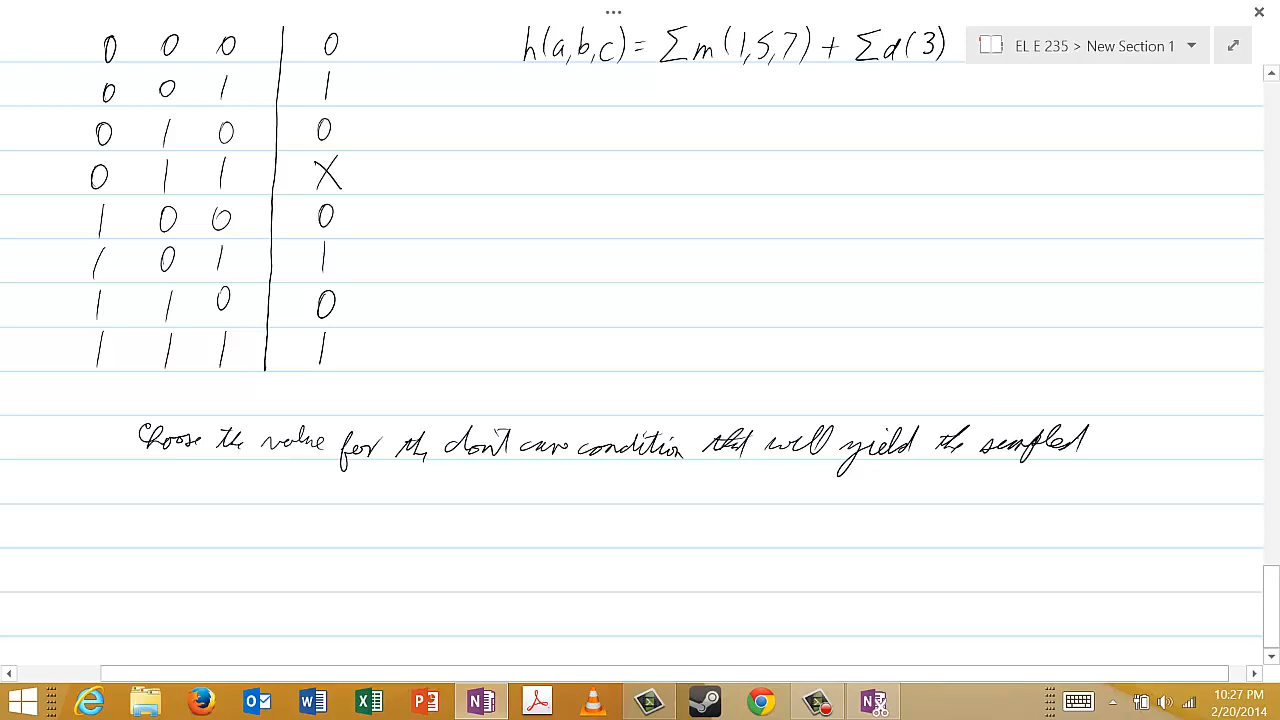 0 0 0 0 h(a,b,c) = Σm(1,5,7) + Σd(3)
EL E 235 > New Section 1
0 0 1 1
0 1 0 0
0 1 1 X
1 0 0 0
1 0 1 1
1 1 0 0
1 1 1 1
Choose the value for the don't care condition that will yield the
10:27 PM
2/20/2014